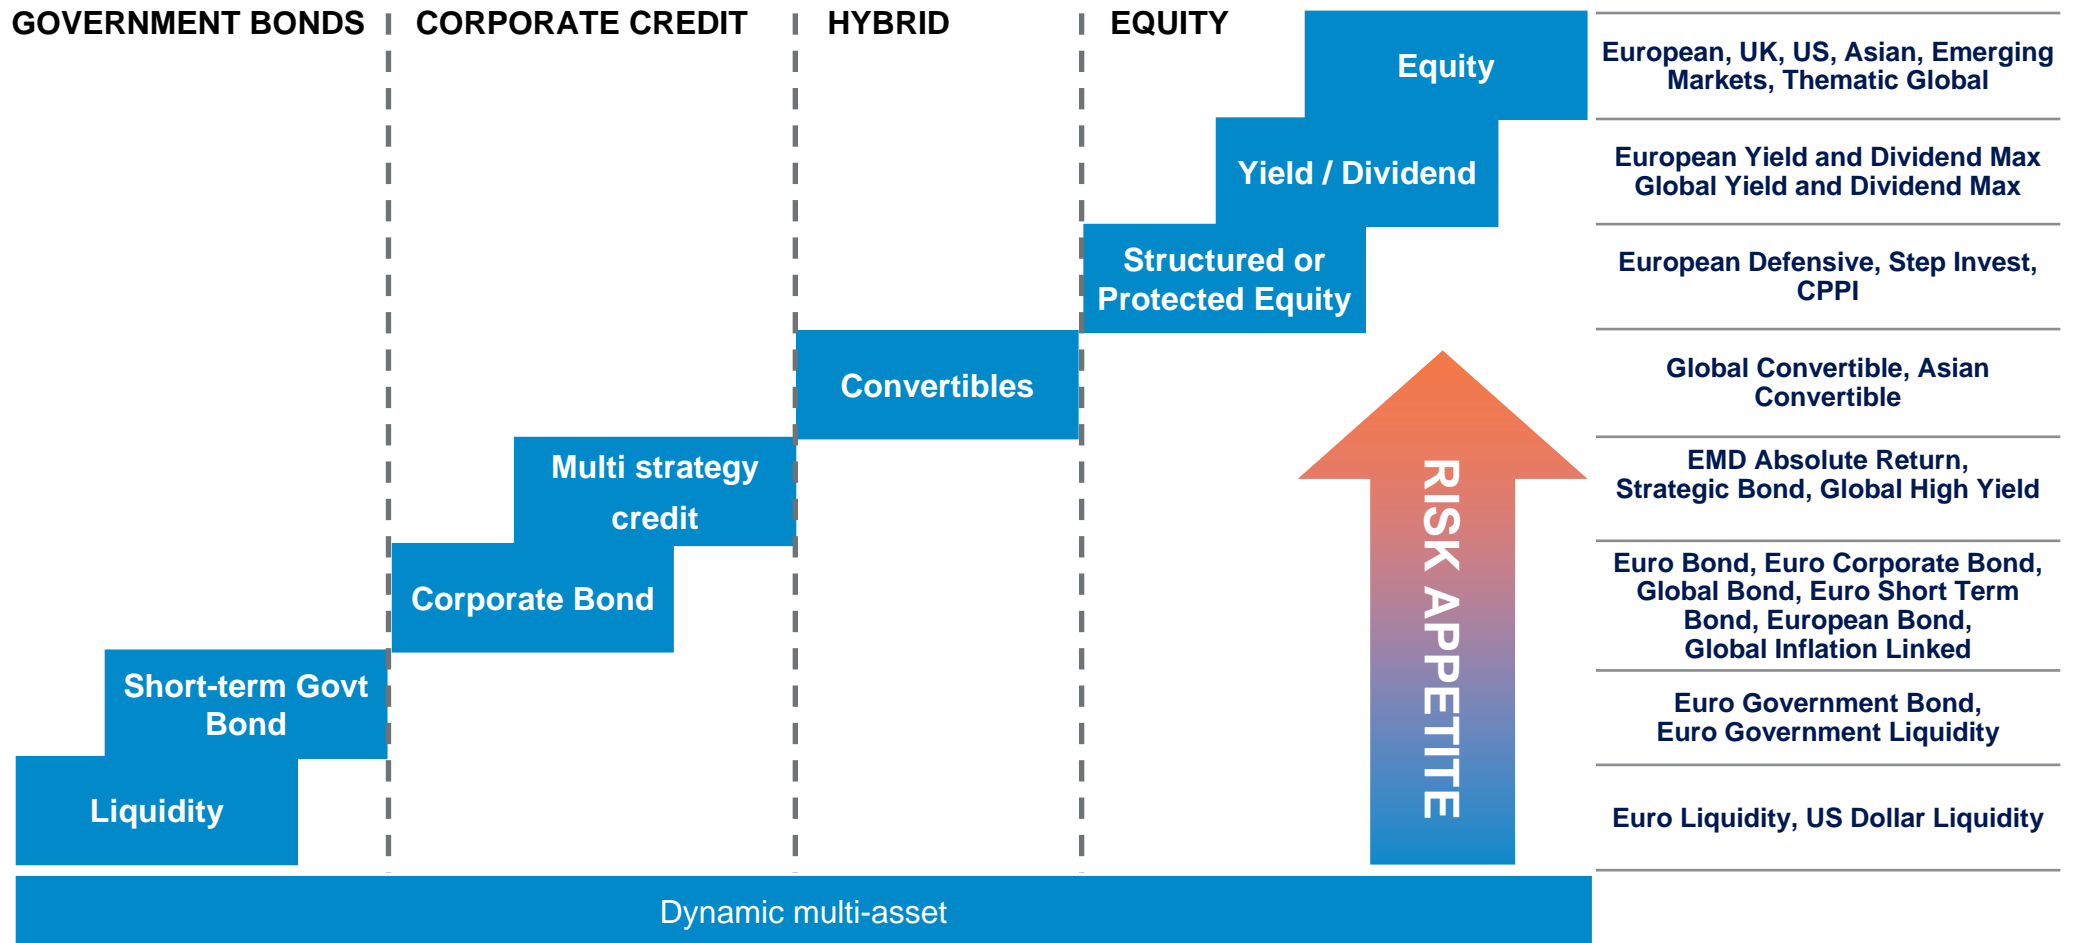 GOVERNMENT BONDS
CORPORATE CREDIT
HYBRID
EQUITY
Equity
European, UK, US, Asian, Emerging
Markets, Thematic Global
Yield / Dividend
European Yield and Dividend Max
Global Yield and Dividend Max
Structured or
Protected Equity
European Defensive, Step Invest,
CPPI
Convertibles
Global Convertible, Asian
Convertible
Multi strategy
credit
EMD Absolute Return,
Strategic Bond, Global High Yield
Corporate Bond
Euro Bond, Euro Corporate Bond,
Global Bond, Euro Short Term
Bond, European Bond,
Global Inflation Linked
Short-term Govt
Bond
Euro Government Bond,
Euro Government Liquidity
Liquidity
Euro Liquidity, US Dollar Liquidity
RISK APPETITE
Dynamic multi-asset